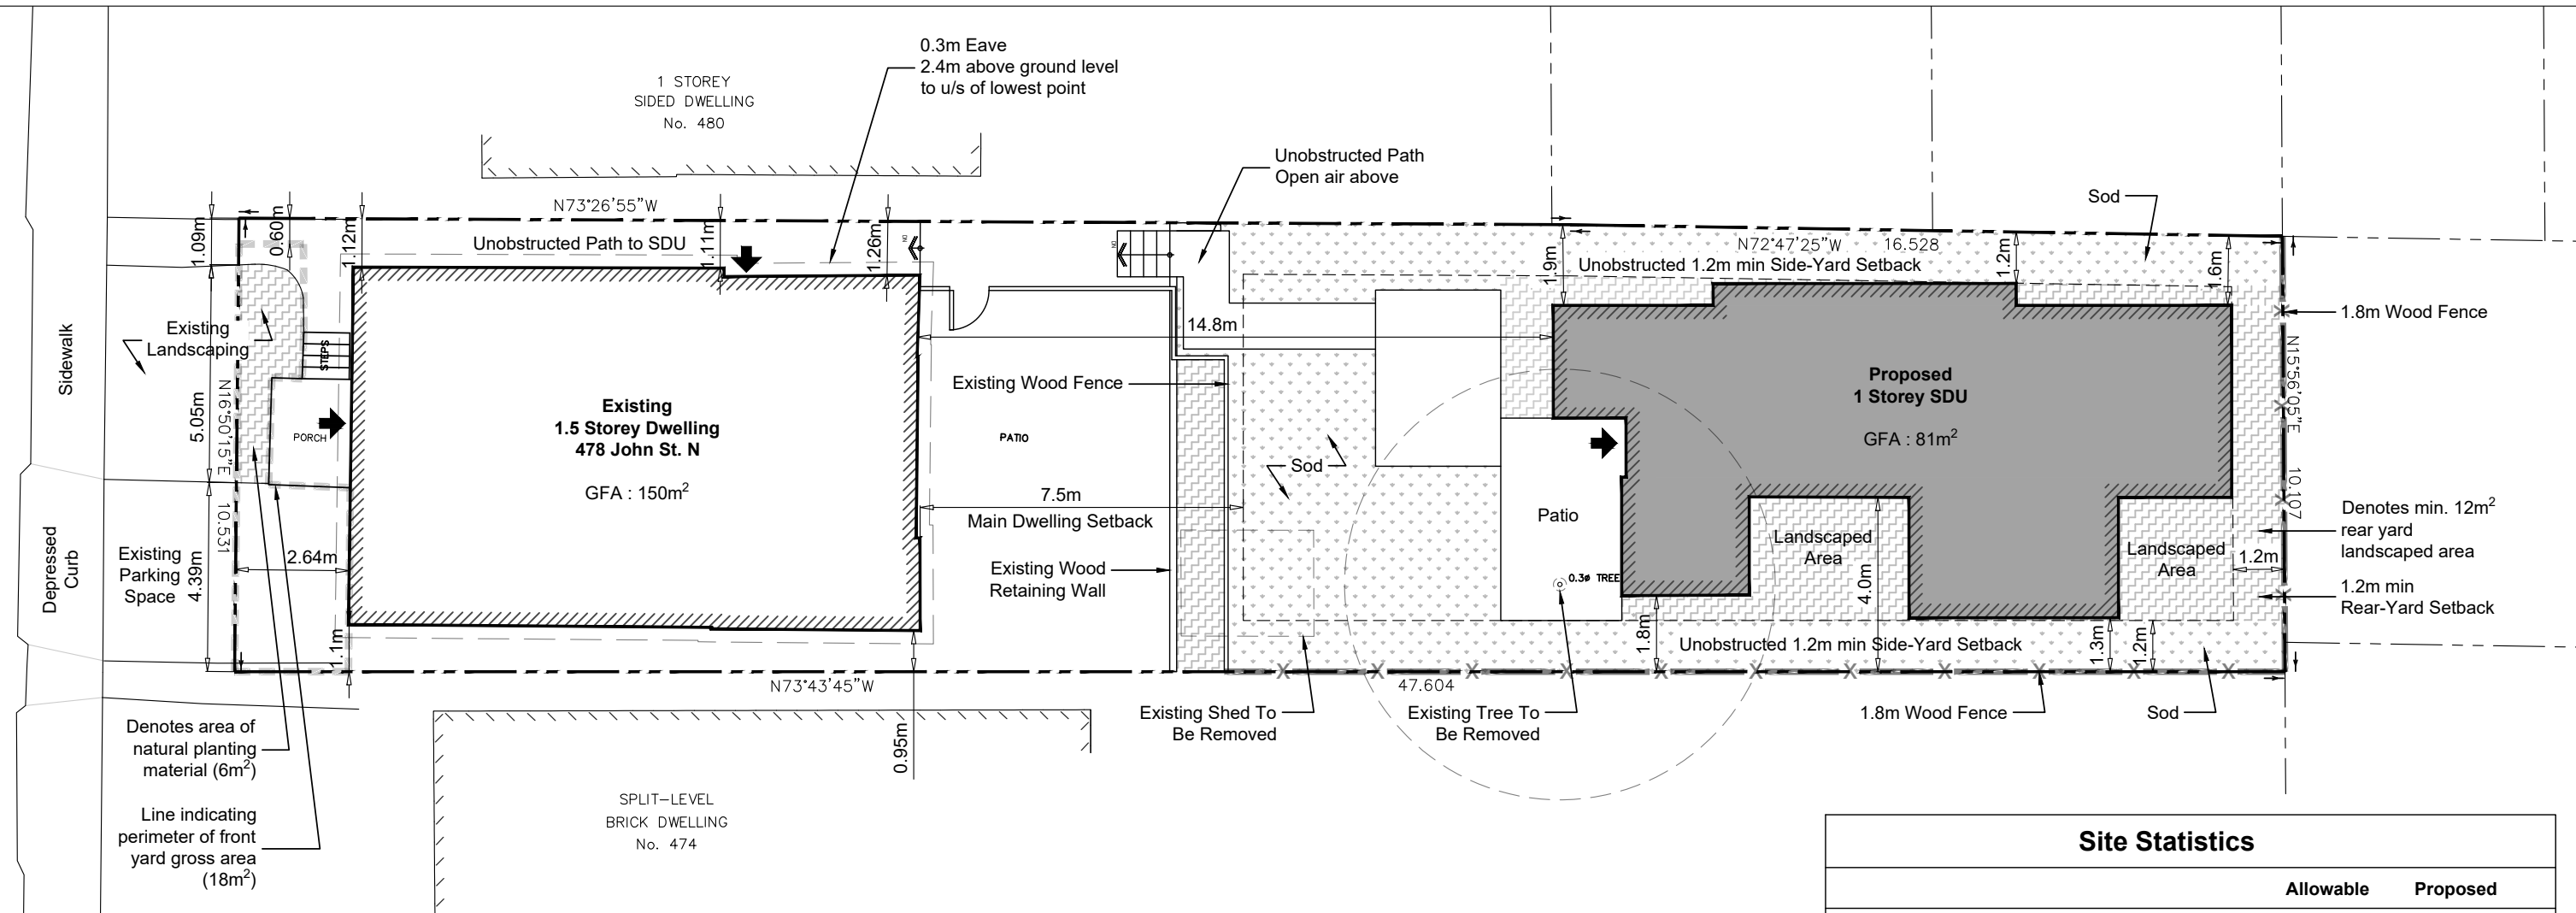 0.3m Eave
2.4m above ground level
to u/s of lowest point
1 STOREY
SIDED DWELLING
No. 480
Unobstructed Path
Open air above
Sod
N73°26'55"W
1.09m
0.60m
1.12m
Unobstructed Path to SDU
1.11m
1.26m
DN
DN
1.9m
N72°47'25"W 16.528
Unobstructed 1.2m min Side-Yard Setback
1.2m
1.6m
1.8m Wood Fence
Sidewalk
Existing
Landscaping
STEPS
14.8m
Existing Wood Fence
Proposed
1 Storey SDU
GFA : 81m²
N15°56'05"E 10.107
5.05m
N16°50'15"E 10.531
PORCH
Existing
1.5 Storey Dwelling
478 John St. N
GFA : 150m²
PATIO
Sod
7.5m
Main Dwelling Setback
Patio
Landscaped
Area
Landscaped
Area
Denotes min. 12m²
rear yard
landscaped area
Depressed
Curb
Existing
Parking
Space
4.39m
2.64m
Existing Wood
Retaining Wall
0.3ø TREE
4.0m
1.2m
1.2m min
Rear-Yard Setback
1.1m
1.8m
Unobstructed 1.2m min Side-Yard Setback
1.3m
1.2m
N73°43'45"W
47.604
Denotes area of
natural planting
material (6m²)
0.95m
Existing Shed To
Be Removed
Existing Tree To
Be Removed
1.8m Wood Fence
Sod
Line indicating
perimeter of front
yard gross area
(18m²)
SPLIT-LEVEL
BRICK DWELLING
No. 474
Site Statistics
Allowable Proposed